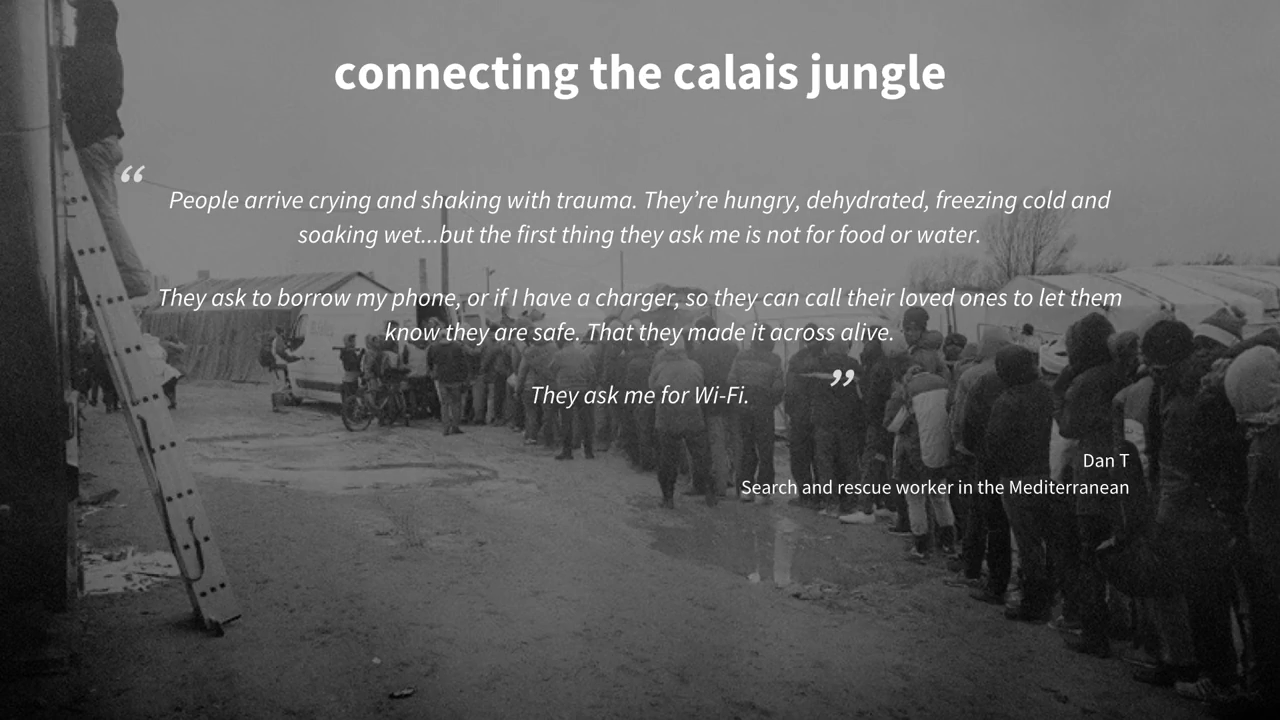 connecting the calais jungle
“
People arrive crying and shaking with trauma. They’re hungry, dehydrated, freezing cold and
soaking wet...but the first thing they ask me is not for food or water.
They ask to borrow my phone, or if I have a charger, so they can call their loved ones to let them
know they are safe. That they made it across alive.
They ask me for Wi-Fi. ”
Dan T
Search and rescue worker in the Mediterranean